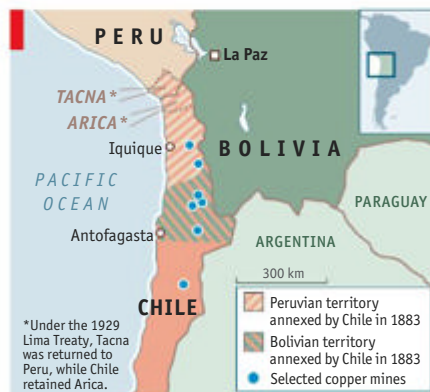 PERU
La Paz
TACNA*
ARICA*
Iquique
BOLIVIA
PACIFIC
OCEAN
PARAGUAY
Antofagasta
ARGENTINA
300 km
CHILE
Peruvian territory
annexed by Chile in 1883
Bolivian territory
annexed by Chile in 1883
Selected copper mines
*Under the 1929
Lima Treaty, Tacna
was returned to
Peru, while Chile
retained Arica.